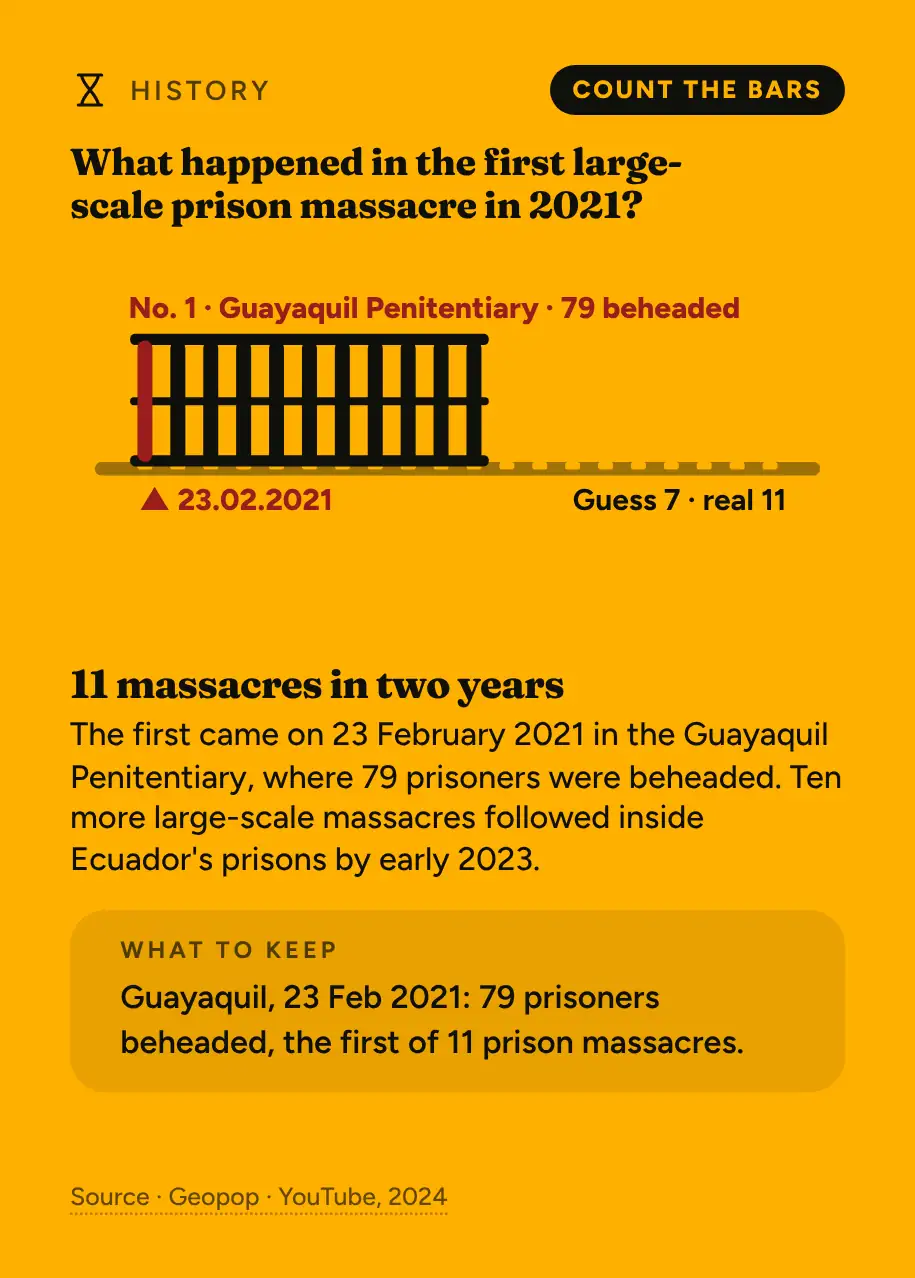 HISTORY
COUNT THE BARS
What happened in the first large-
scale prison massacre in 2021?
No. 1 · Guayaquil Penitentiary · 79 beheaded
▲ 23.02.2021
Guess 7 · real 11
11 massacres in two years
The first came on 23 February 2021 in the Guayaquil
Penitentiary, where 79 prisoners were beheaded. Ten
more large-scale massacres followed inside
Ecuador's prisons by early 2023.
WHAT TO KEEP
Guayaquil, 23 Feb 2021: 79 prisoners
beheaded, the first of 11 prison massacres.
Source · Geopop · YouTube, 2024